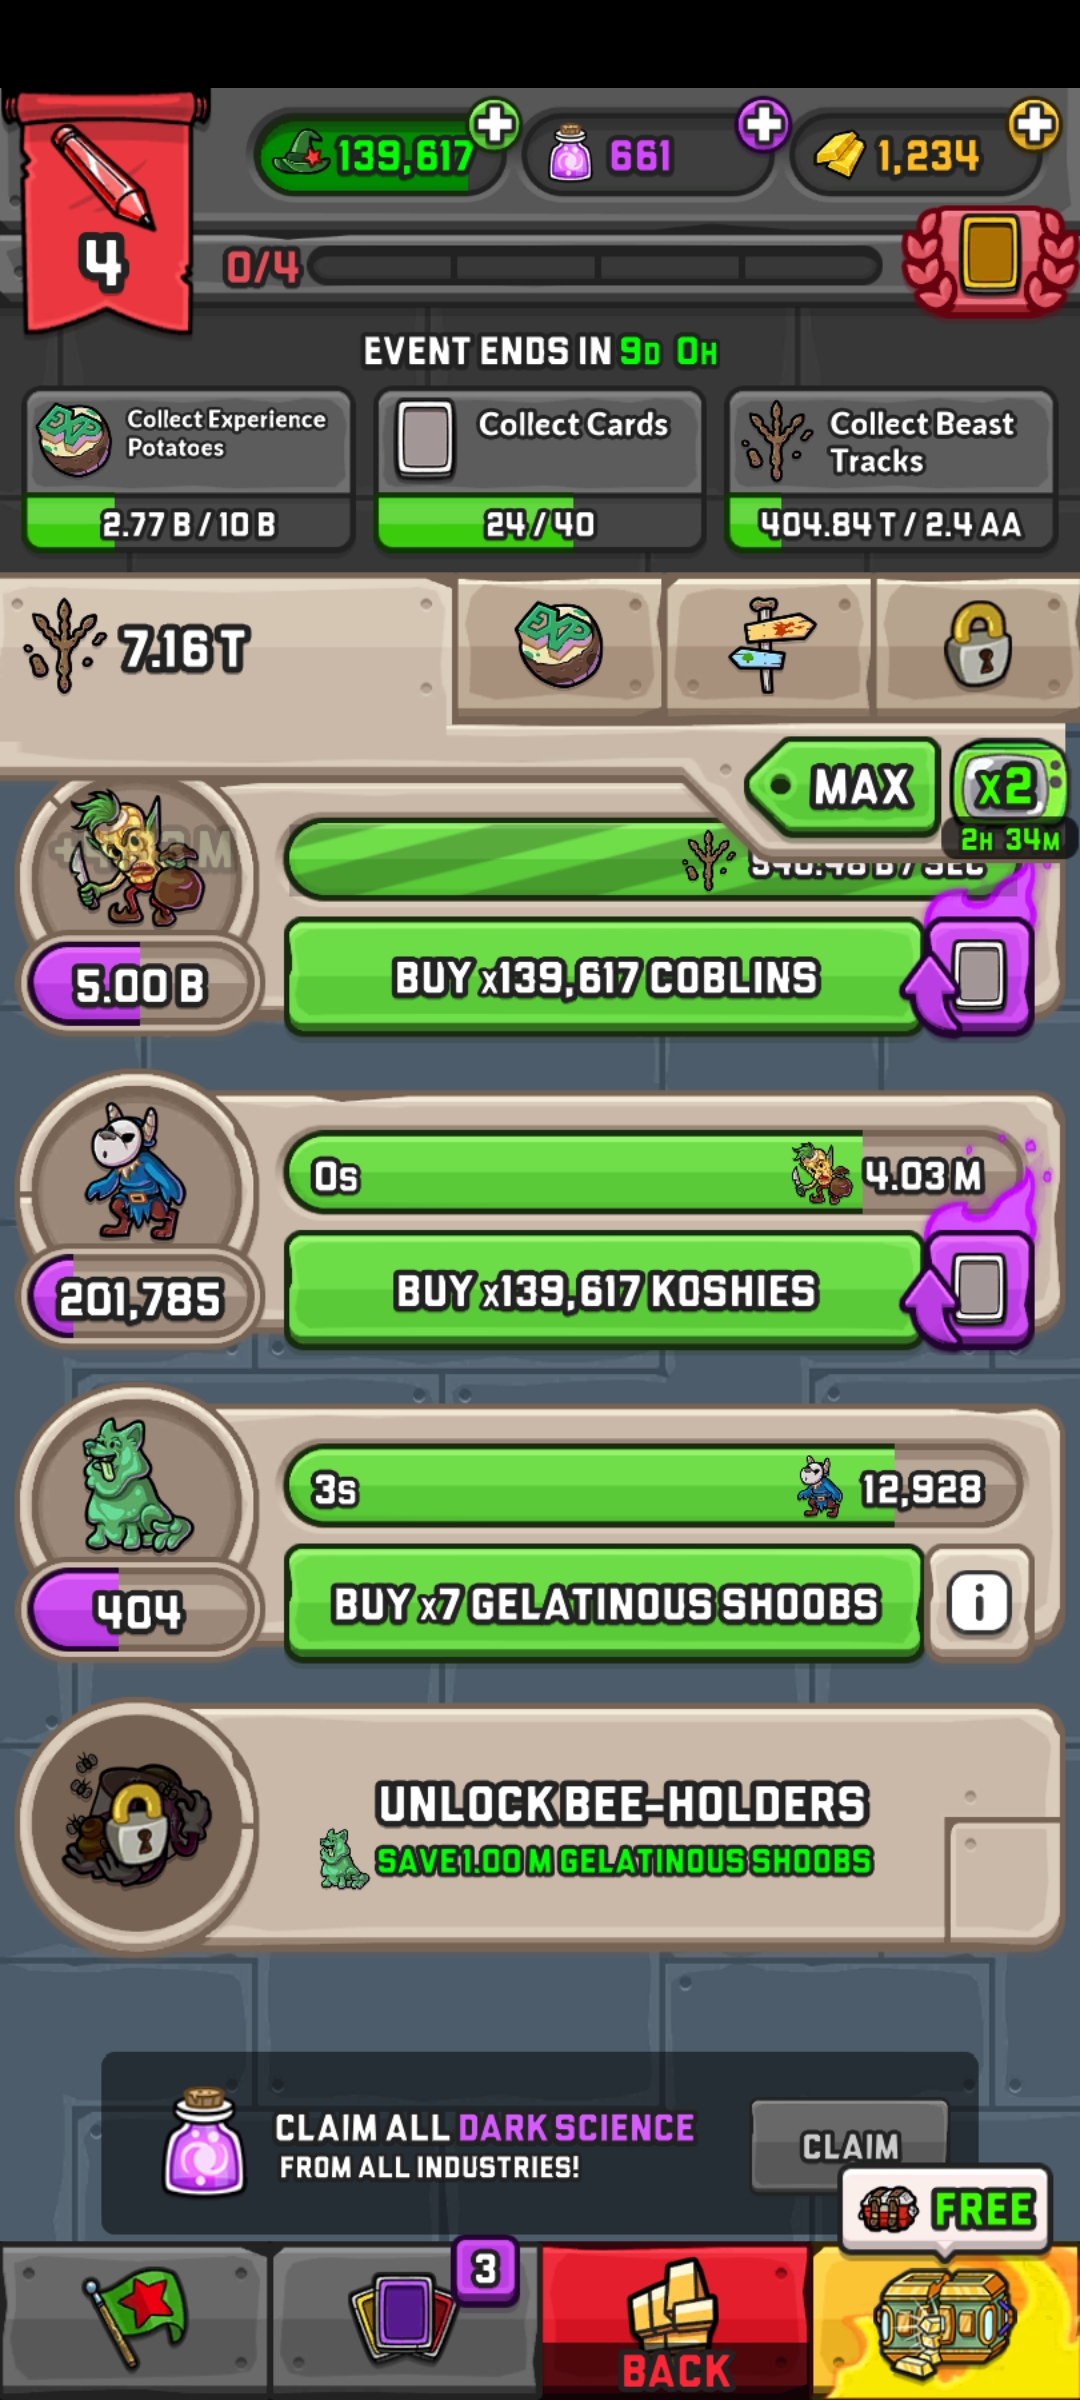 139,617
661
1,234
4
0/4
EVENT ENDS IN 9D 0H
Collect Experience
Potatoes
2.77 B / 10 B
Collect Cards
24 / 40
Collect Beast
Tracks
404.84 T / 2.4 AA
7.16 T
EXP
MAX
x2
2H 34M
5.00 B
BUY x139,617 COBLINS
0s
4.03 M
201,785
BUY x139,617 KOSHIES
3s
12,928
404
BUY x7 GELATINOUS SHOOBS
i
UNLOCK BEE-HOLDERS
SAVE 1.00 M GELATINOUS SHOOBS
CLAIM ALL DARK SCIENCE
FROM ALL INDUSTRIES!
CLAIM
FREE
3
BACK